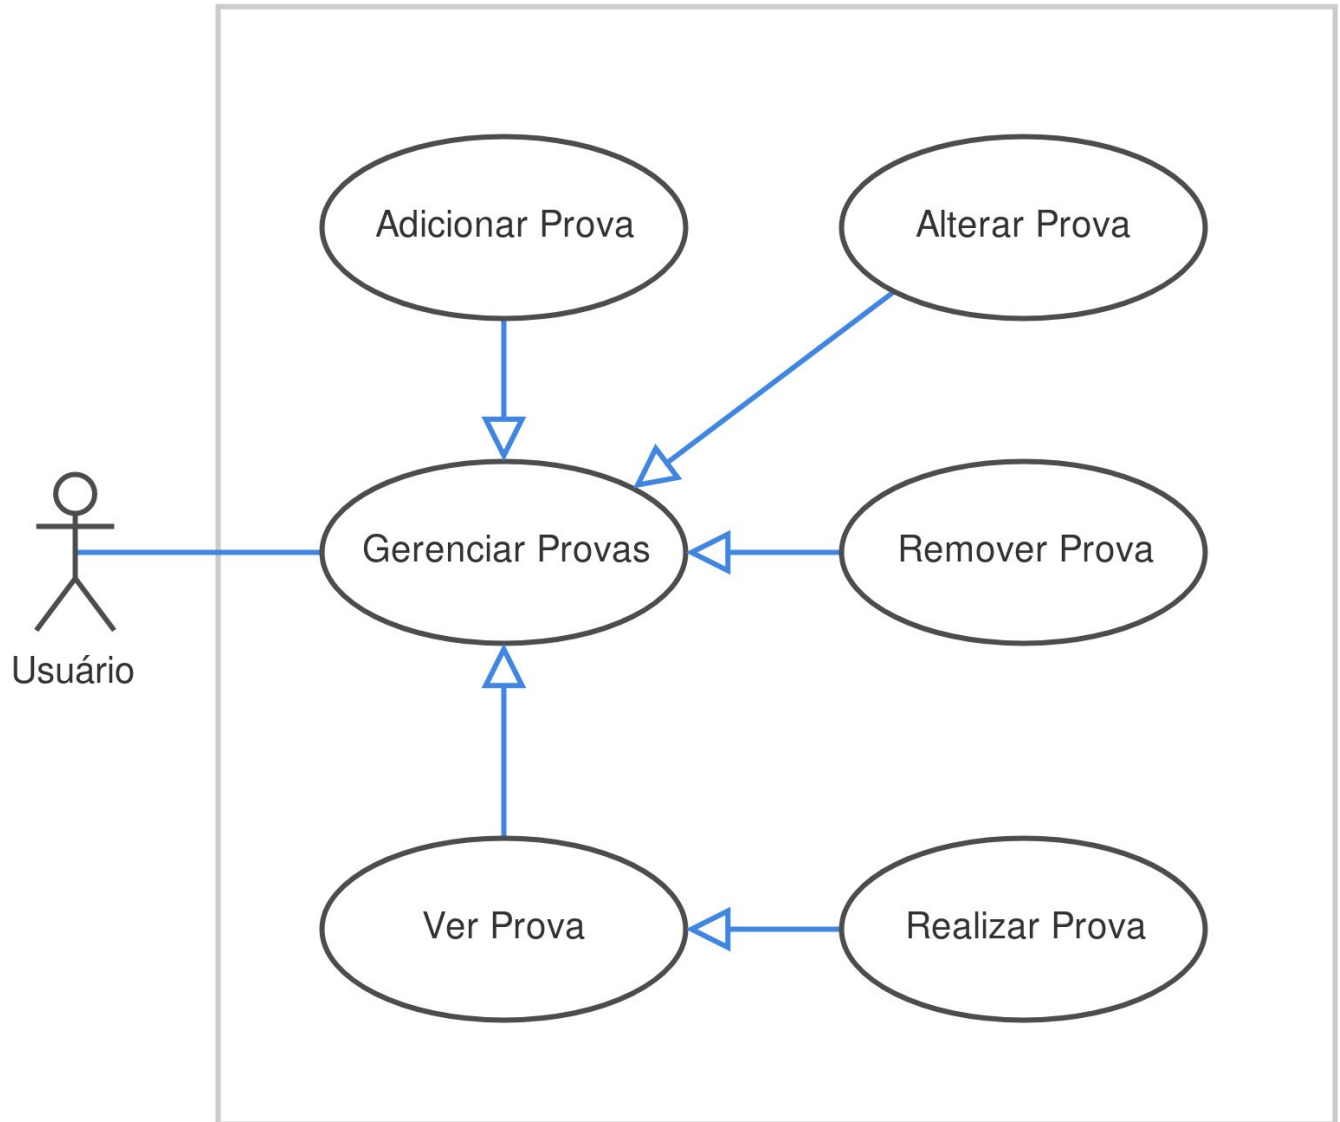 Adicionar Prova
Alterar Prova
Gerenciar Provas
Remover Prova
Usuário
Ver Prova
Realizar Prova